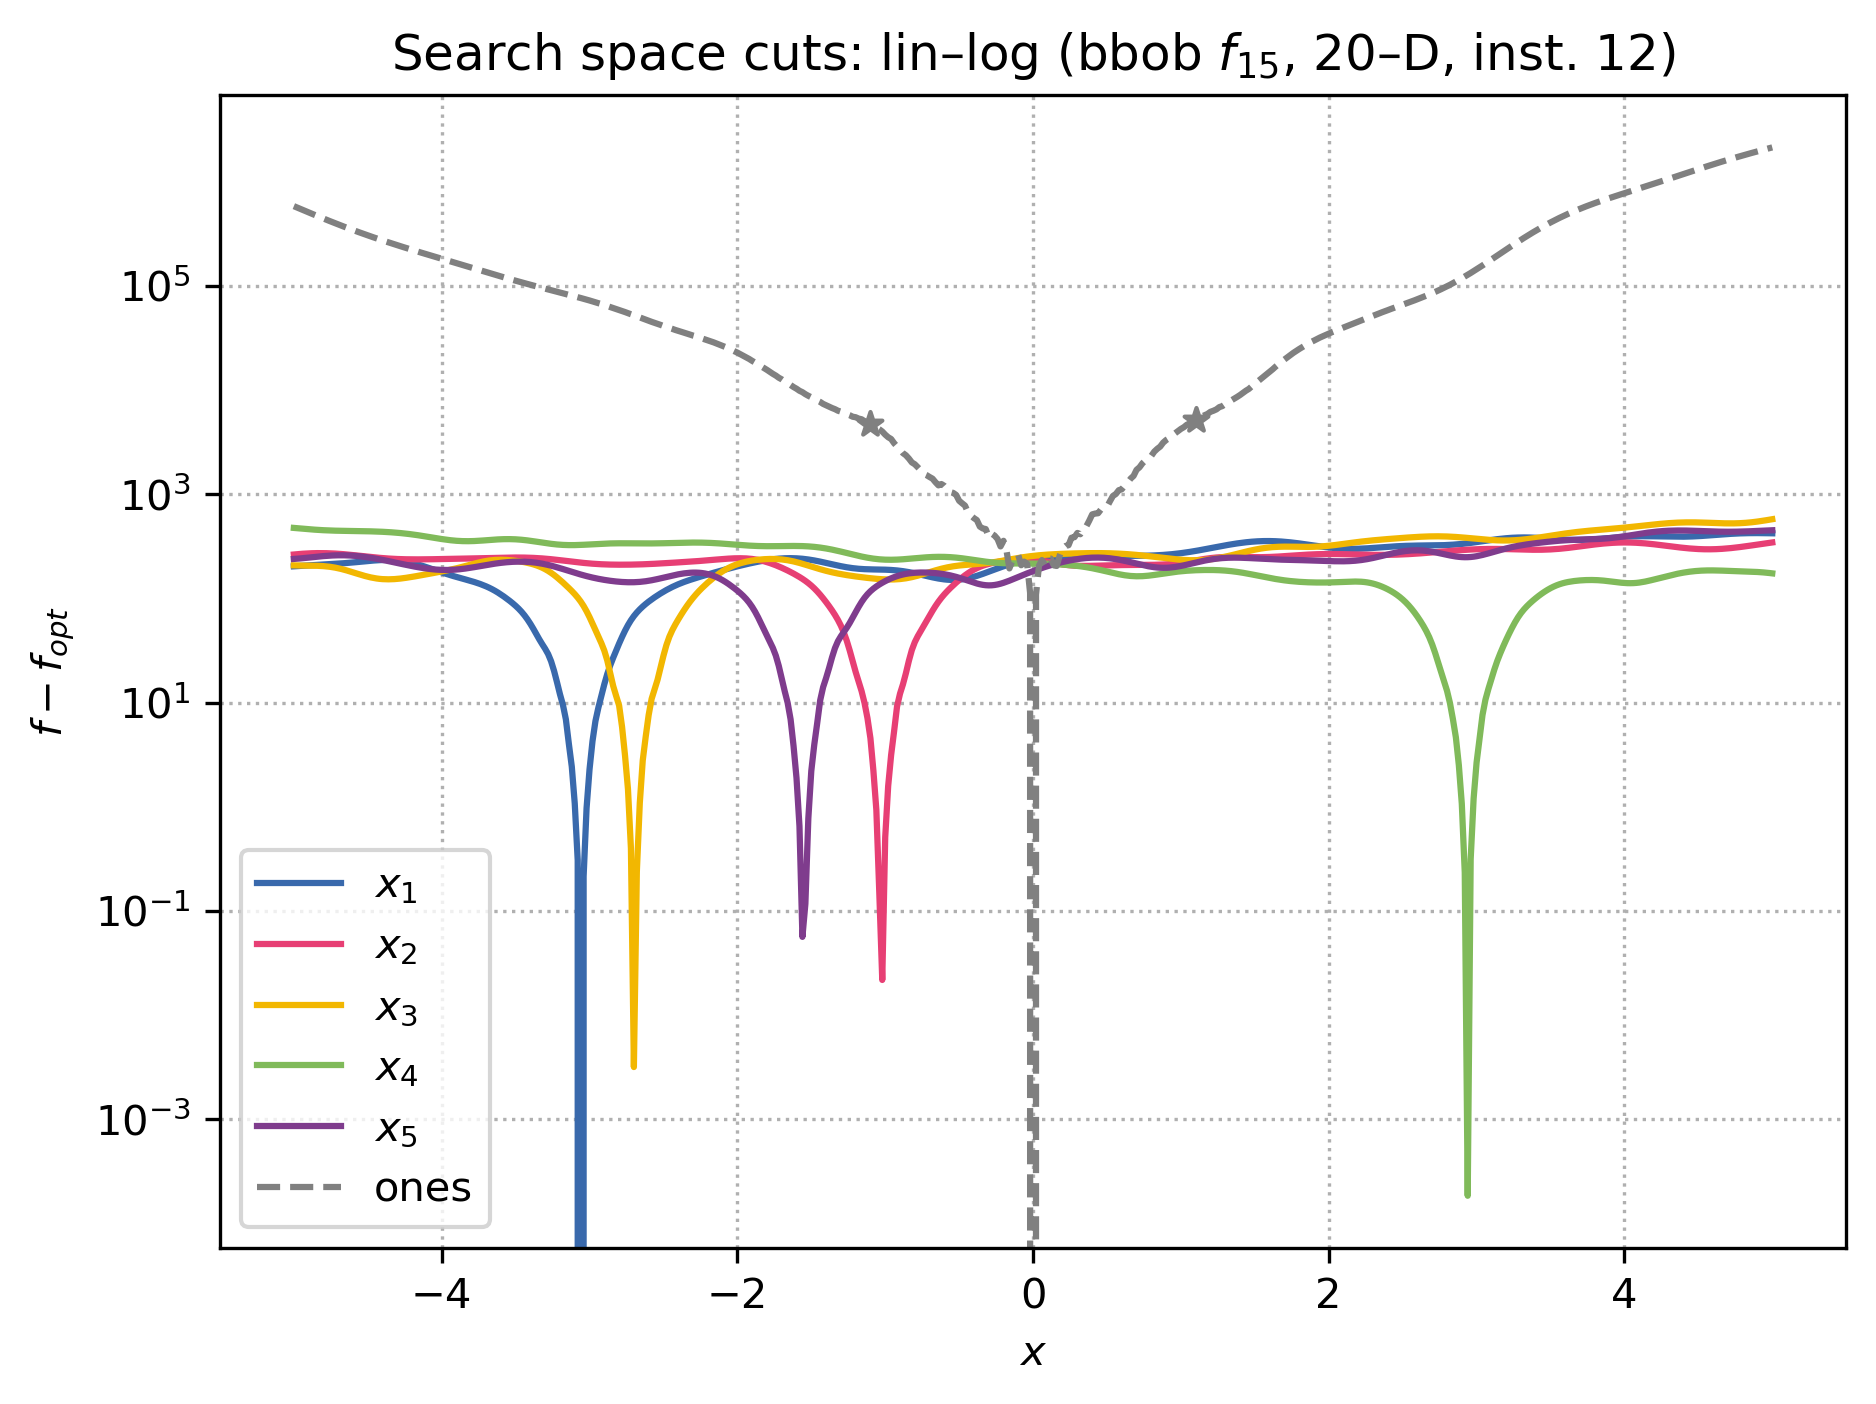 Search space cuts: lin–log (bbob f15, 20–D, inst. 12)
f − fopt
10^5
10^3
10^1
10^−1
10^−3
x1
x2
x3
x4
x5
ones
−4 −2 0 2 4
x